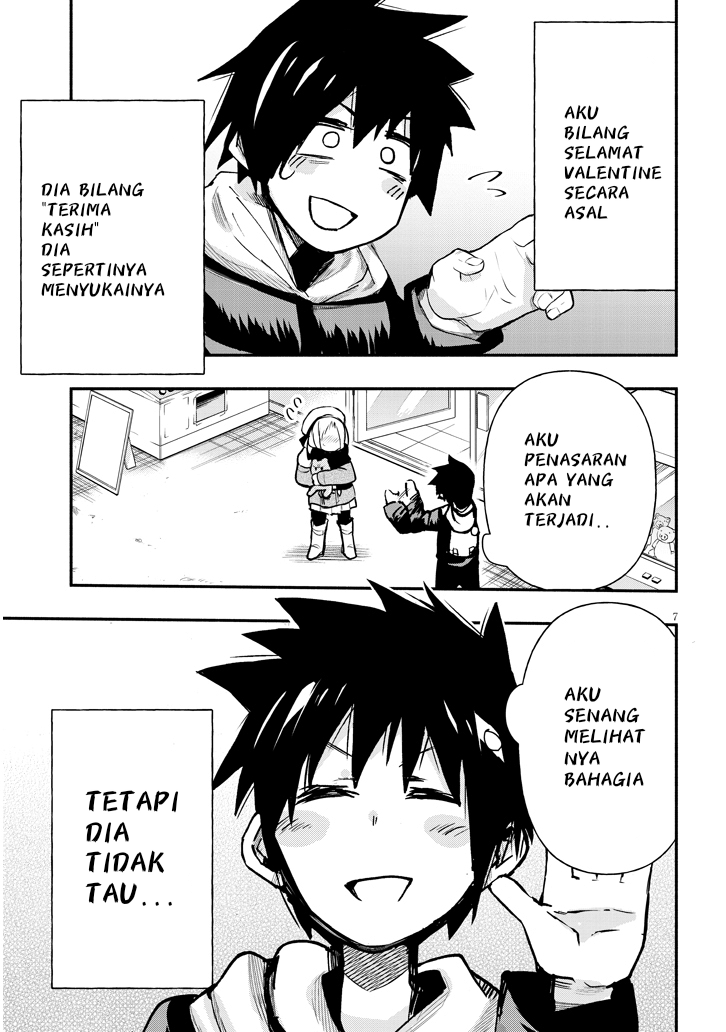 AKU
BILANG
SELAMAT
VALENTINE
SECARA
ASAL
DIA BILANG
"TERIMA
KASIH"
DIA
SEPERTINYA
MENYUKAINYA
AKU
PENASARAN
APA YANG
AKAN
TERJADI..
7
AKU
SENANG
MELIHAT
NYA
BAHAGIA
TETAPI
DIA
TIDAK
TAU...